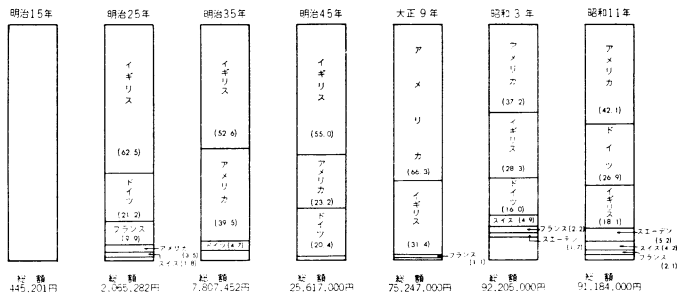 明治15年 明治25年 明治35年 明治45年 大正9年 昭和3年 昭和11年
イギリス
(62.5)
ドイツ
(21.2)
フランス
(9.9)
アメリカ
(3.5)
スイス(1.8)
イギリス
(52.6)
アメリカ
(39.5)
ドイツ(4.7)
イギリス
(55.0)
アメリカ
(23.2)
ドイツ
(20.4)
アメリカ
(66.3)
イギリス
(31.4)
フランス
(1.1)
アメリカ
(37.2)
イギリス
(28.3)
ドイツ
(16.0)
スイス(4.9)
フランス(2.2)
スエーデン
(1.7)
アメリカ
(42.1)
ドイツ
(26.9)
イギリス
(18.1)
スエーデン
(5.2)
スイス(4.2)
フランス
(2.1)
総額 総額 総額 総額 総額 総額 総額
445,201円 2,065,282円 7,807,452円 25,617,000円 75,247,000円 92,205,000円 91,184,000円